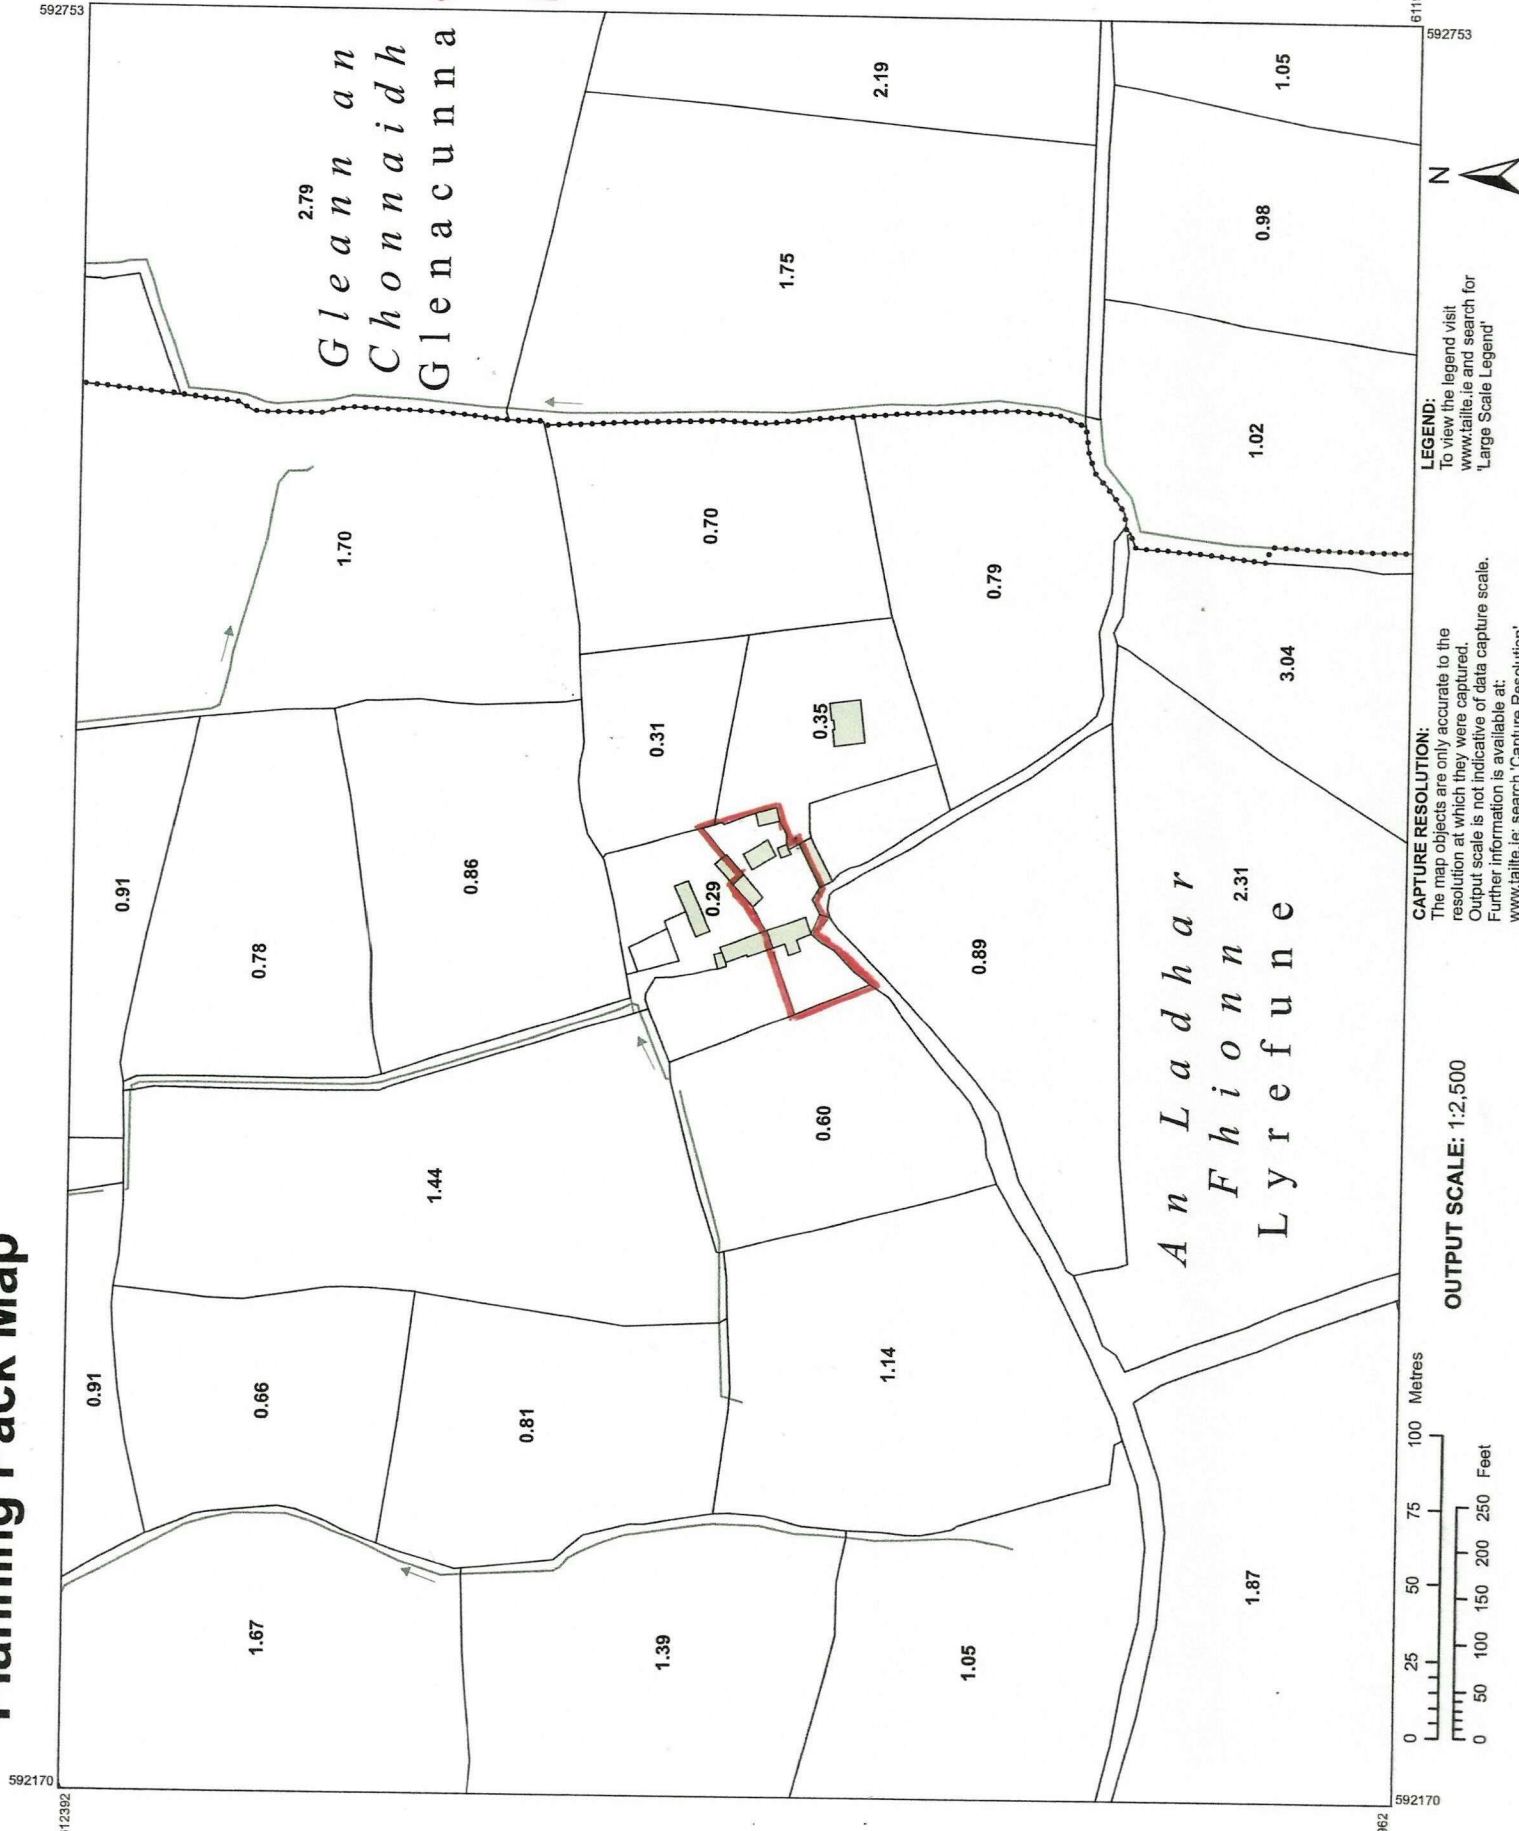 Planning Pack Map
592753
592753
592170
592170
2.79
Gleann an
Chonnaidh
Glenacunna
2.19
1.05
1.75
0.98
1.02
1.70
0.70
0.79
0.91
0.78
0.86
0.31
0.35
3.04
0.29
0.89
An Ladhar
Fhionn
Lyrefune
2.31
0.91
0.66
1.44
0.60
0.81
1.14
1.67
1.39
1.05
1.87
N
LEGEND:
To view the legend visit
www.tailte.ie and search for
'Large Scale Legend'
CAPTURE RESOLUTION:
The map objects are only accurate to the
resolution at which they were captured.
Output scale is not indicative of data capture scale.
Further information is available at:
www.tailte.ie; search 'Capture Resolution'
OUTPUT SCALE: 1:2,500
0 25 50 75 100 Metres
0 50 100 150 200 250 Feet